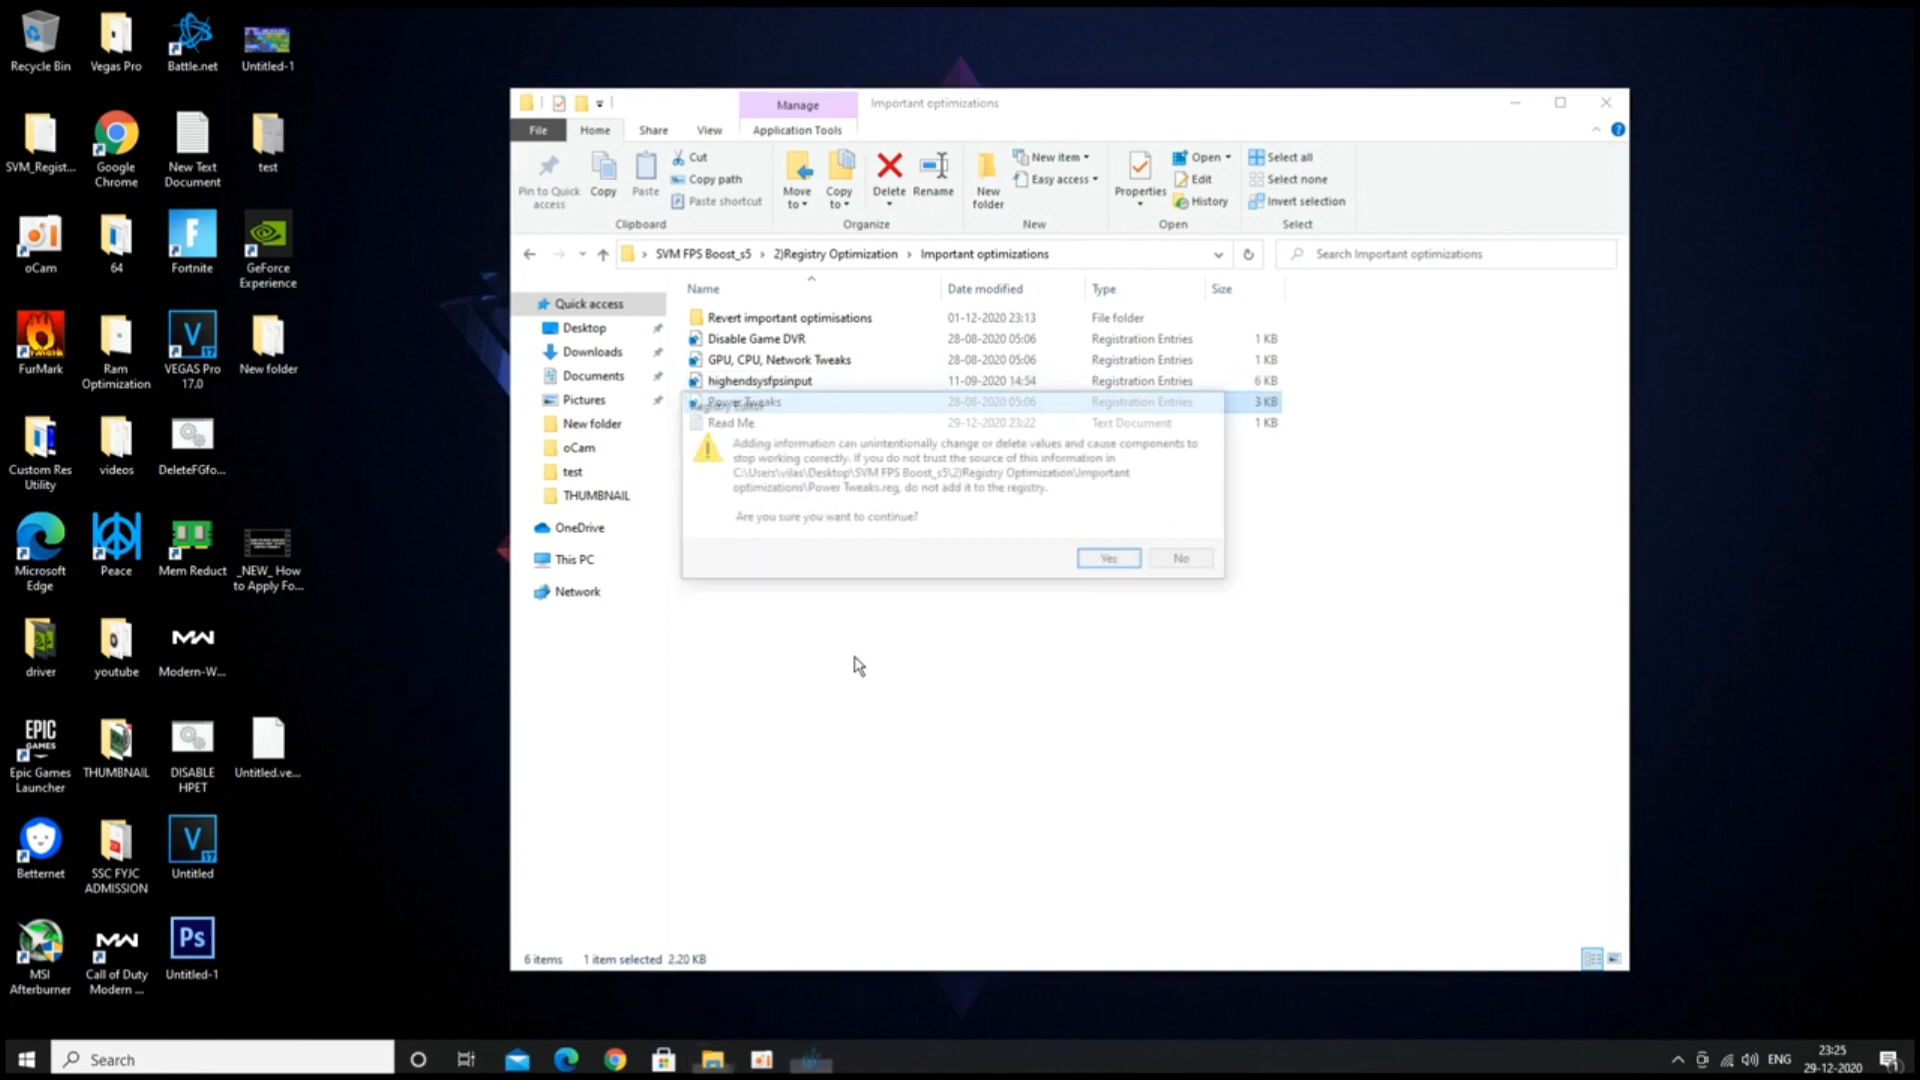 Recycle Bin
Vegas Pro
Battle.net
Untitled-1
SVM_Regist...
Google
Chrome
New Text
Document
test
oCam
64
Fortnite
GeForce
Experience
FurMark
Ram
Optimization
VEGAS Pro
17.0
New folder
Custom Res
Utility
videos
DeleteFGfo...
Microsoft
Edge
Peace
Mem Reduct
_NEW_ How
to Apply Fo...
driver
youtube
Modern-W...
Epic Games
Launcher
THUMBNAIL
DISABLE
HPET
Untitled.ve...
Betternet
SSC FYJC
ADMISSION
Untitled
MSI
Afterburner
Call of Duty
Modern ...
Untitled-1
Manage
Important optimizations
File
Home
Share
View
Application Tools
Pin to Quick
access
Copy
Paste
Cut
Copy path
Paste shortcut
Clipboard
Move
to
Copy
to
Delete
Rename
Organize
New
folder
New item
Easy access
New
Properties
Open
Edit
History
Open
Select all
Select none
Invert selection
Select
SVM FPS Boost_s5 > 2)Registry Optimization > Important optimizations
Search Important optimizations
Quick access
Desktop
Downloads
Documents
Pictures
New folder
oCam
test
THUMBNAIL
OneDrive
This PC
Network
Name Date modified Type Size
Revert important optimisations 01-12-2020 23:13 File folder
Disable Game DVR 28-08-2020 05:06 Registration Entries 1 KB
GPU, CPU, Network Tweaks 28-08-2020 05:06 Registration Entries 1 KB
highendsysfpsinput 11-09-2020 14:54 Registration Entries 6 KB
Power Tweaks 28-08-2020 05:06 Registration Entries 3 KB
Registry Editor
Read Me 29-12-2020 23:22 Text Document 1 KB
Adding information can unintentionally change or delete values and cause components to
stop working correctly. If you do not trust the source of this information in
C:\Users\vilas\Desktop\SVM FPS Boost_s5\2)Registry Optimization\Important
optimizations\Power Tweaks.reg, do not add it to the registry.
Are you sure you want to continue?
Yes
No
6 items 1 item selected 2.20 KB
Search
ENG
23:25
29-12-2020